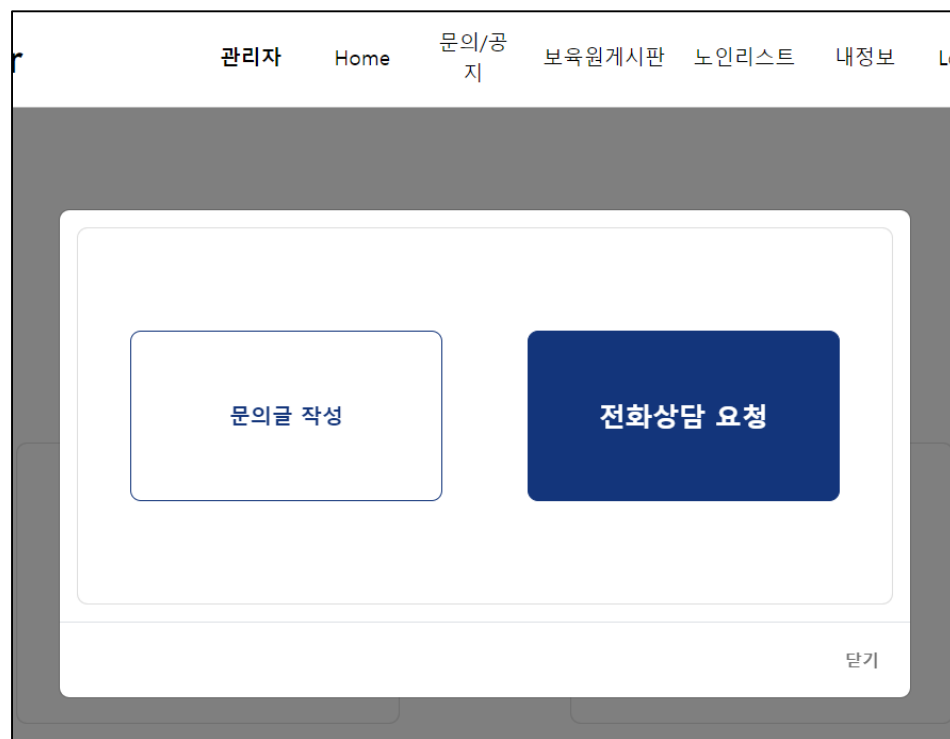 r
관리자 Home 문의/공
지 보육원게시판 노인리스트 내정보
문의글 작성
전화상담 요청
닫기